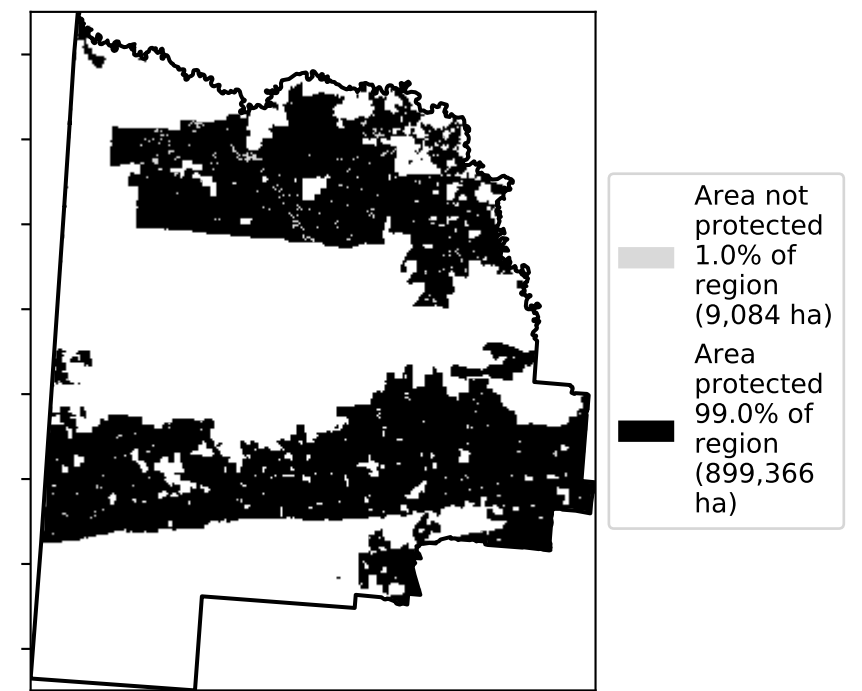 Area not
protected
1.0% of
region
(9,084 ha)
Area
protected
99.0% of
region
(899,366
ha)